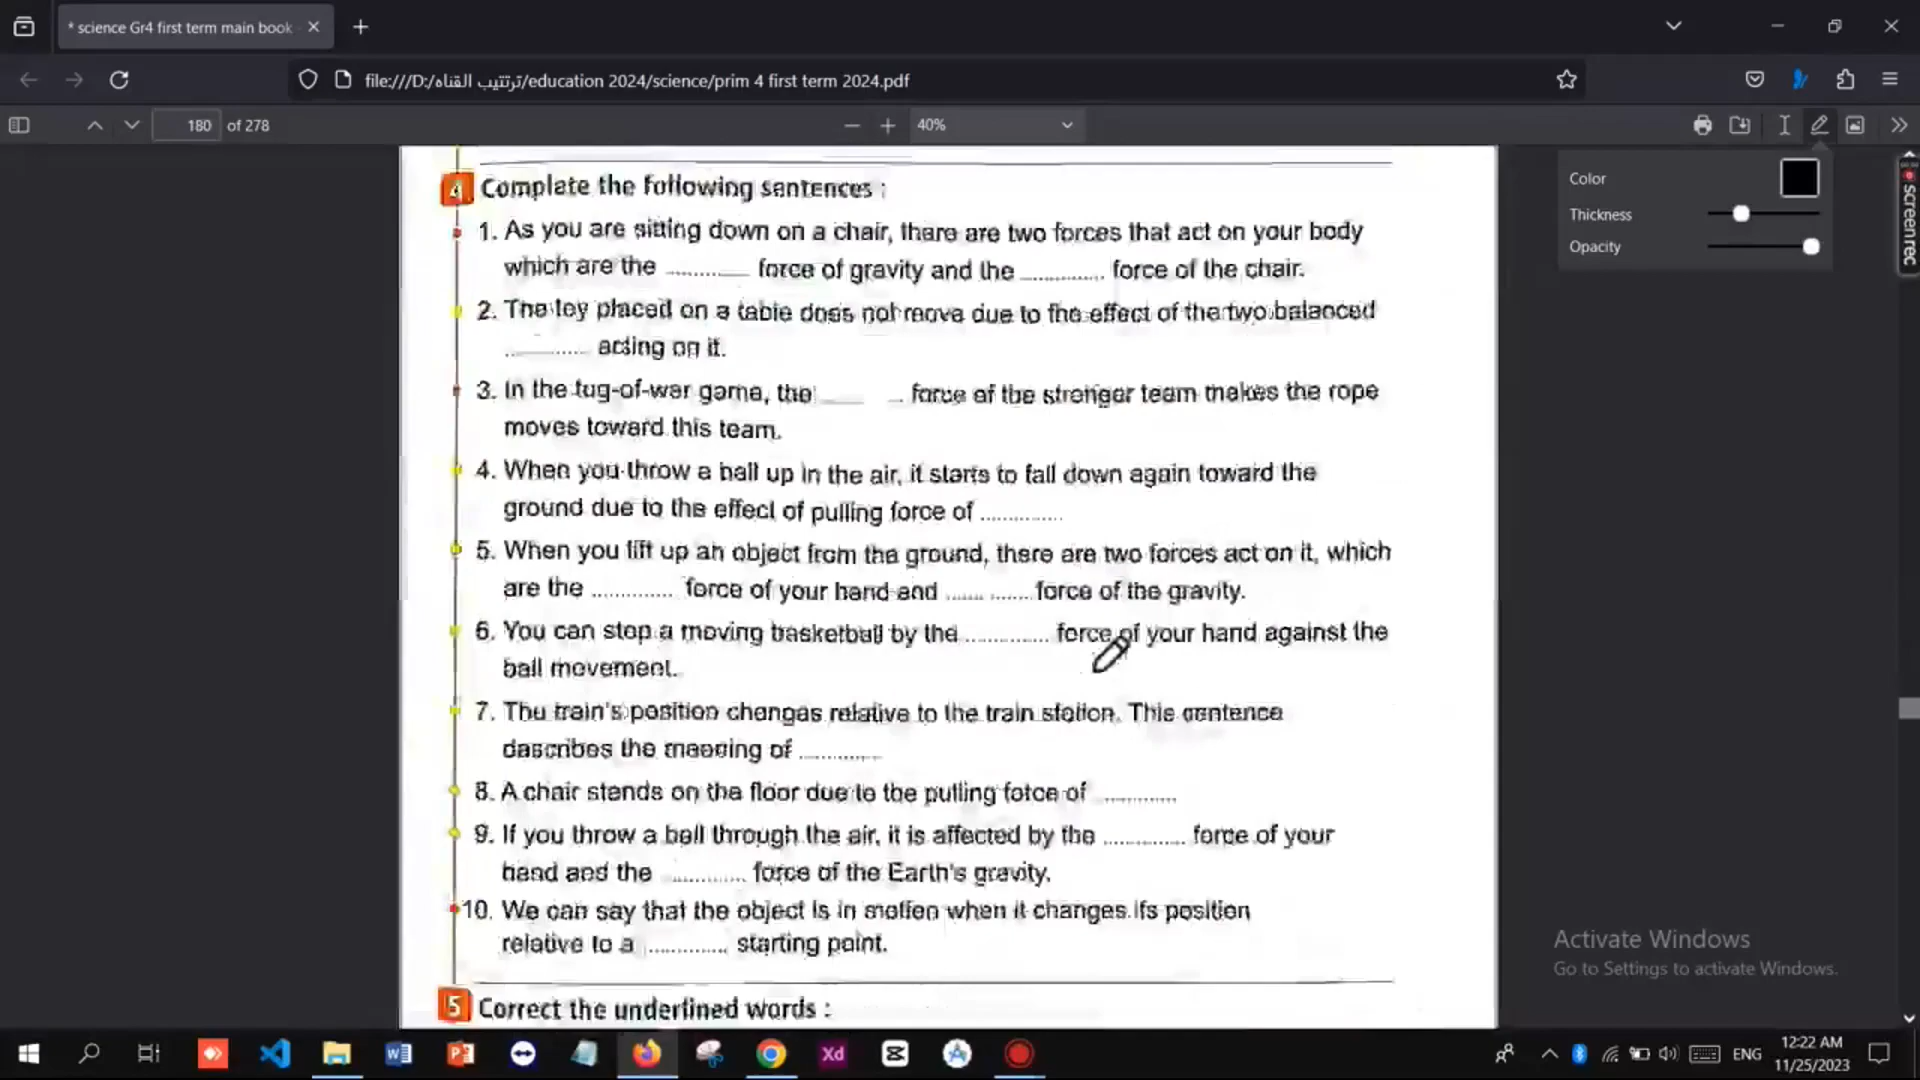 * science Gr4 first term main book
file:///D:/ترتتيب القناه/education 2024/science/prim 4 first term 2024.pdf
180 of 278
40%
Color
Thickness
Opacity
screen rec
4 Complete the following sentences :
1. As you are sitting down on a chair, there are two forces that act on your body
which are the ............ force of gravity and the ............ force of the chair.
2. The toy placed on a table does not move due to the effect of the two balanced
............ acting on it.
3. In the tug-of-war game, the ............ force of the stronger team makes the rope
moves toward this team.
4. When you throw a ball up in the air, it starts to fall down again toward the
ground due to the effect of pulling force of ............
5. When you lift up an object from the ground, there are two forces act on it, which
are the ............ force of your hand and ............ force of the gravity.
6. You can stop a moving basketball by the ............ force of your hand against the
ball movement.
7. The train's position changes relative to the train station. This sentence
describes the meaning of ............
8. A chair stands on the floor due to the pulling force of ............
9. If you throw a ball through the air, it is affected by the ............ force of your
hand and the ............ force of the Earth's gravity.
10. We can say that the object is in motion when it changes its position
relative to a ............ starting point.
5 Correct the underlined words :
Activate Windows
Go to Settings to activate Windows.
Xd
ENG
12:22 AM
11/25/2023